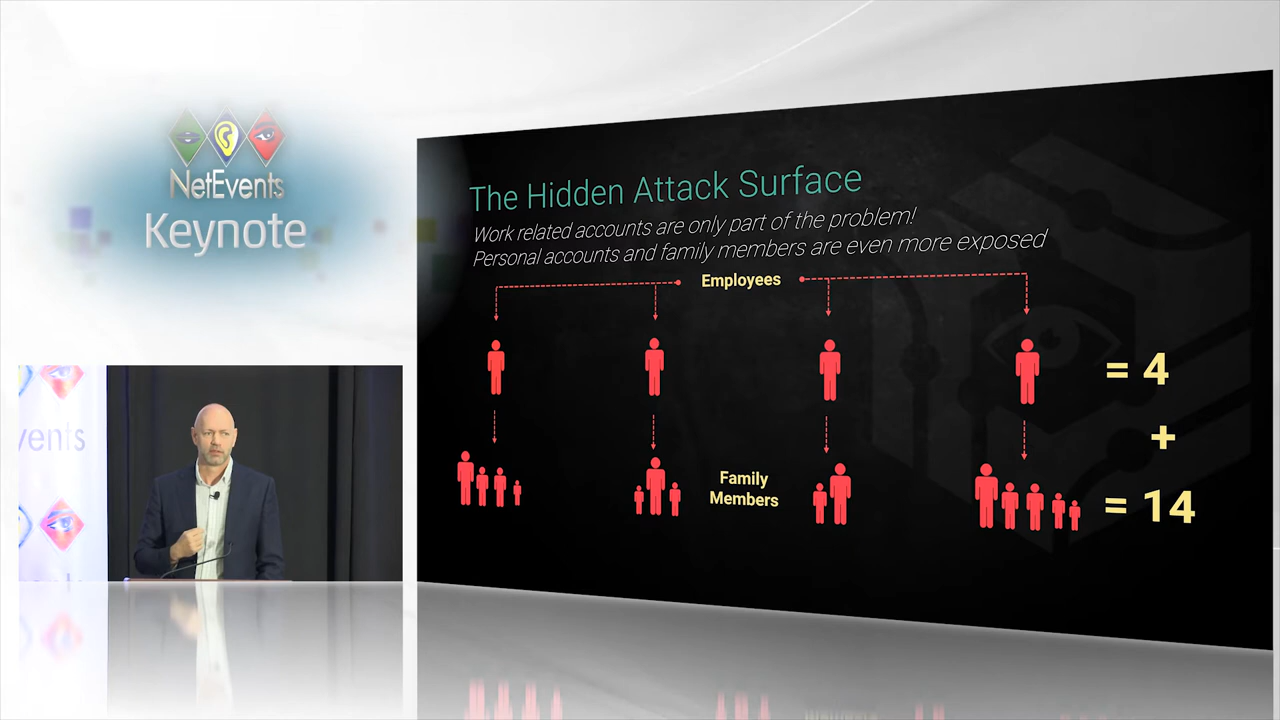 NetEvents
Keynote
The Hidden Attack Surface
Work related accounts are only part of the problem!
Personal accounts and family members are even more exposed
Employees
= 4
+
Family
Members
= 14
vents